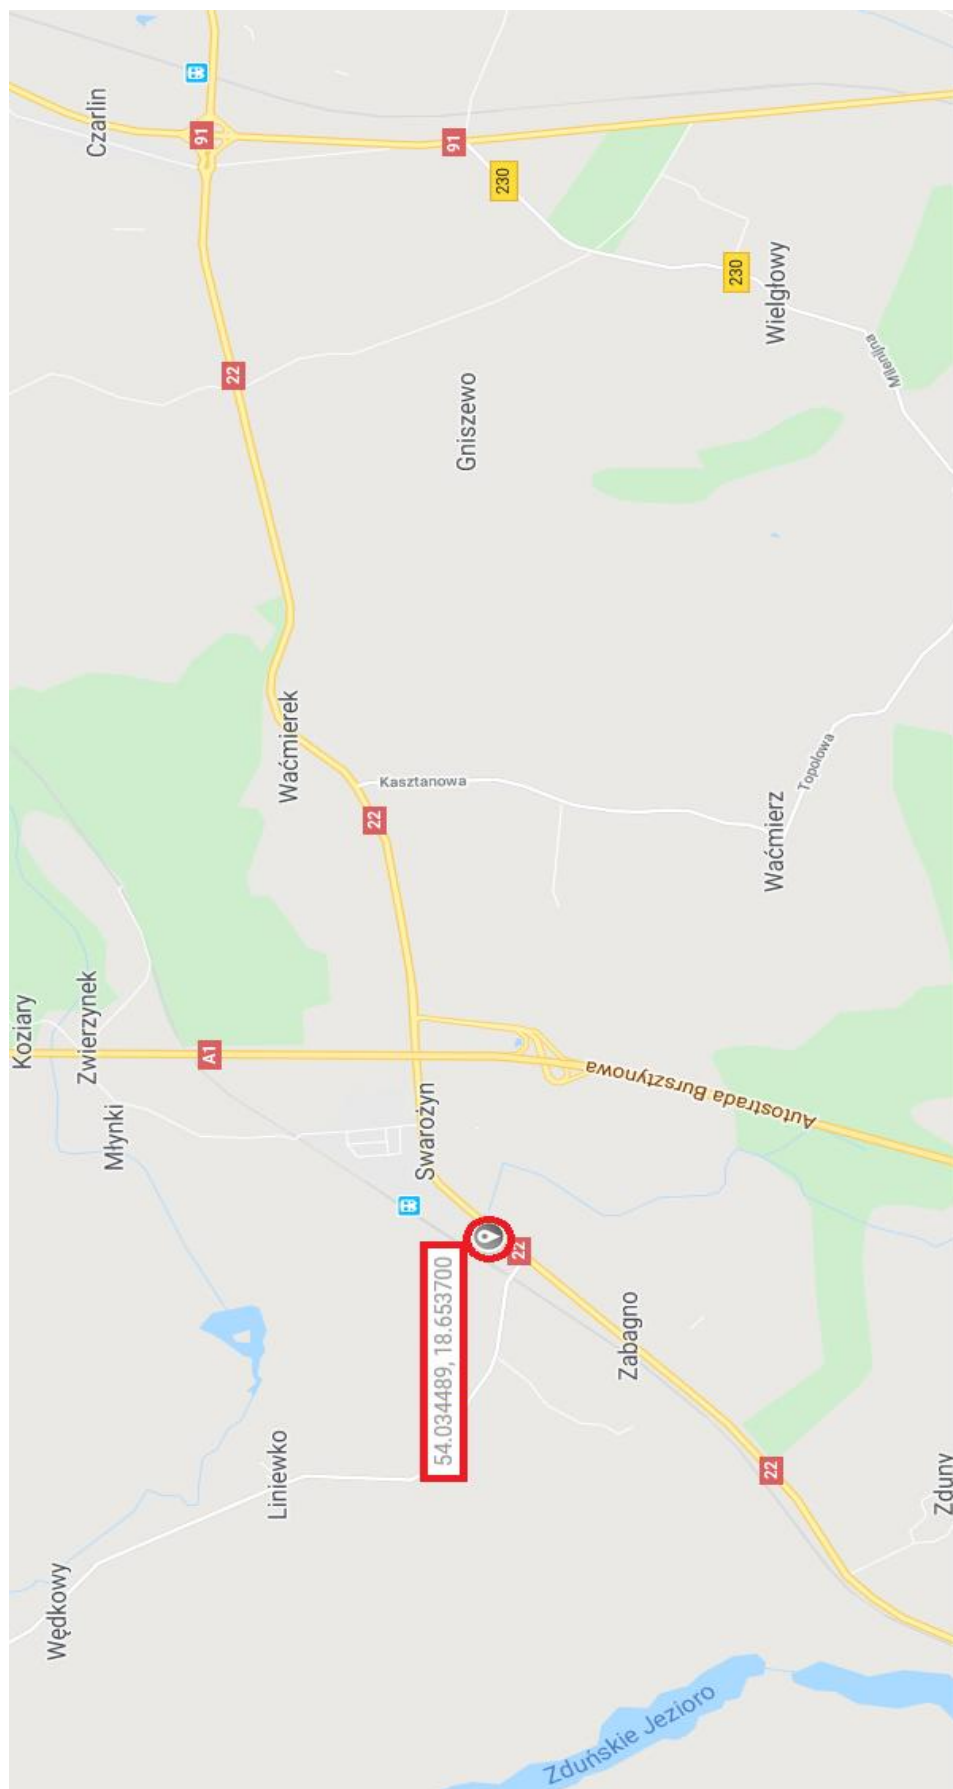 Wędkowy
Koziary
Zwierzynek
Młynki
Czarlin
91
22
A1
Liniewko
Waćmierek
22
Swarożyn
54.034489, 18.653700
22
Kasztanowa
91
230
Gniszewo
Autostrada Bursztynowa
Zabagno
230
Wielgłowy
Waćmierz
Topolowa
Milenijna
22
Zduny
Zduńskie Jezioro